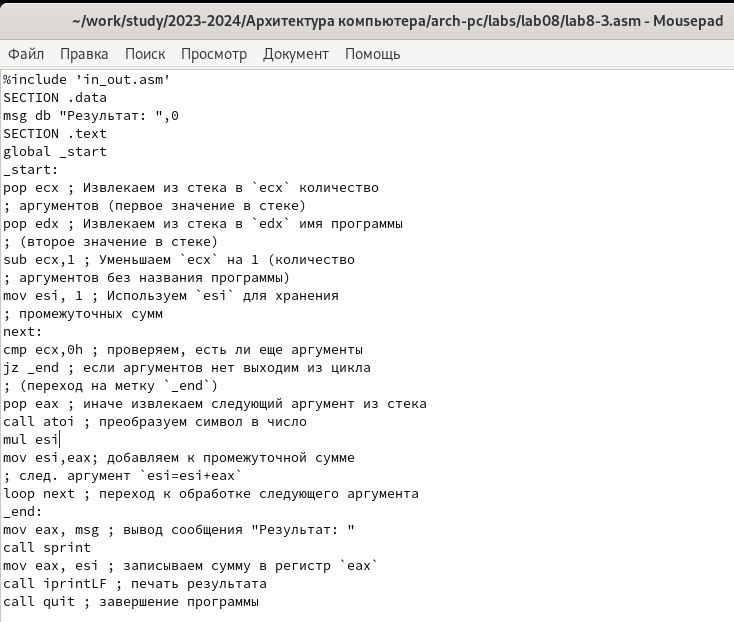 ~/work/study/2023-2024/Архитектура компьютера/arch-pc/labs/lab08/lab8-3.asm - Mousepad
Файл Правка Поиск Просмотр Документ Помощь
%include 'in_out.asm'
SECTION .data
msg db "Результат: ",0
SECTION .text
global _start
_start:
pop ecx ; Извлекаем из стека в `ecx` количество
; аргументов (первое значение в стеке)
pop edx ; Извлекаем из стека в `edx` имя программы
; (второе значение в стеке)
sub ecx,1 ; Уменьшаем `ecx` на 1 (количество
; аргументов без названия программы)
mov esi, 1 ; Используем `esi` для хранения
; промежуточных сумм
next:
cmp ecx,0h ; проверяем, есть ли еще аргументы
jz _end ; если аргументов нет выходим из цикла
; (переход на метку `_end`)
pop eax ; иначе извлекаем следующий аргумент из стека
call atoi ; преобразуем символ в число
mul esi
mov esi,eax; добавляем к промежуточной сумме
; след. аргумент `esi=esi+eax`
loop next ; переход к обработке следующего аргумента
_end:
mov eax, msg ; вывод сообщения "Результат: "
call sprint
mov eax, esi ; записываем сумму в регистр `eax`
call iprintLF ; печать результата
call quit ; завершение программы